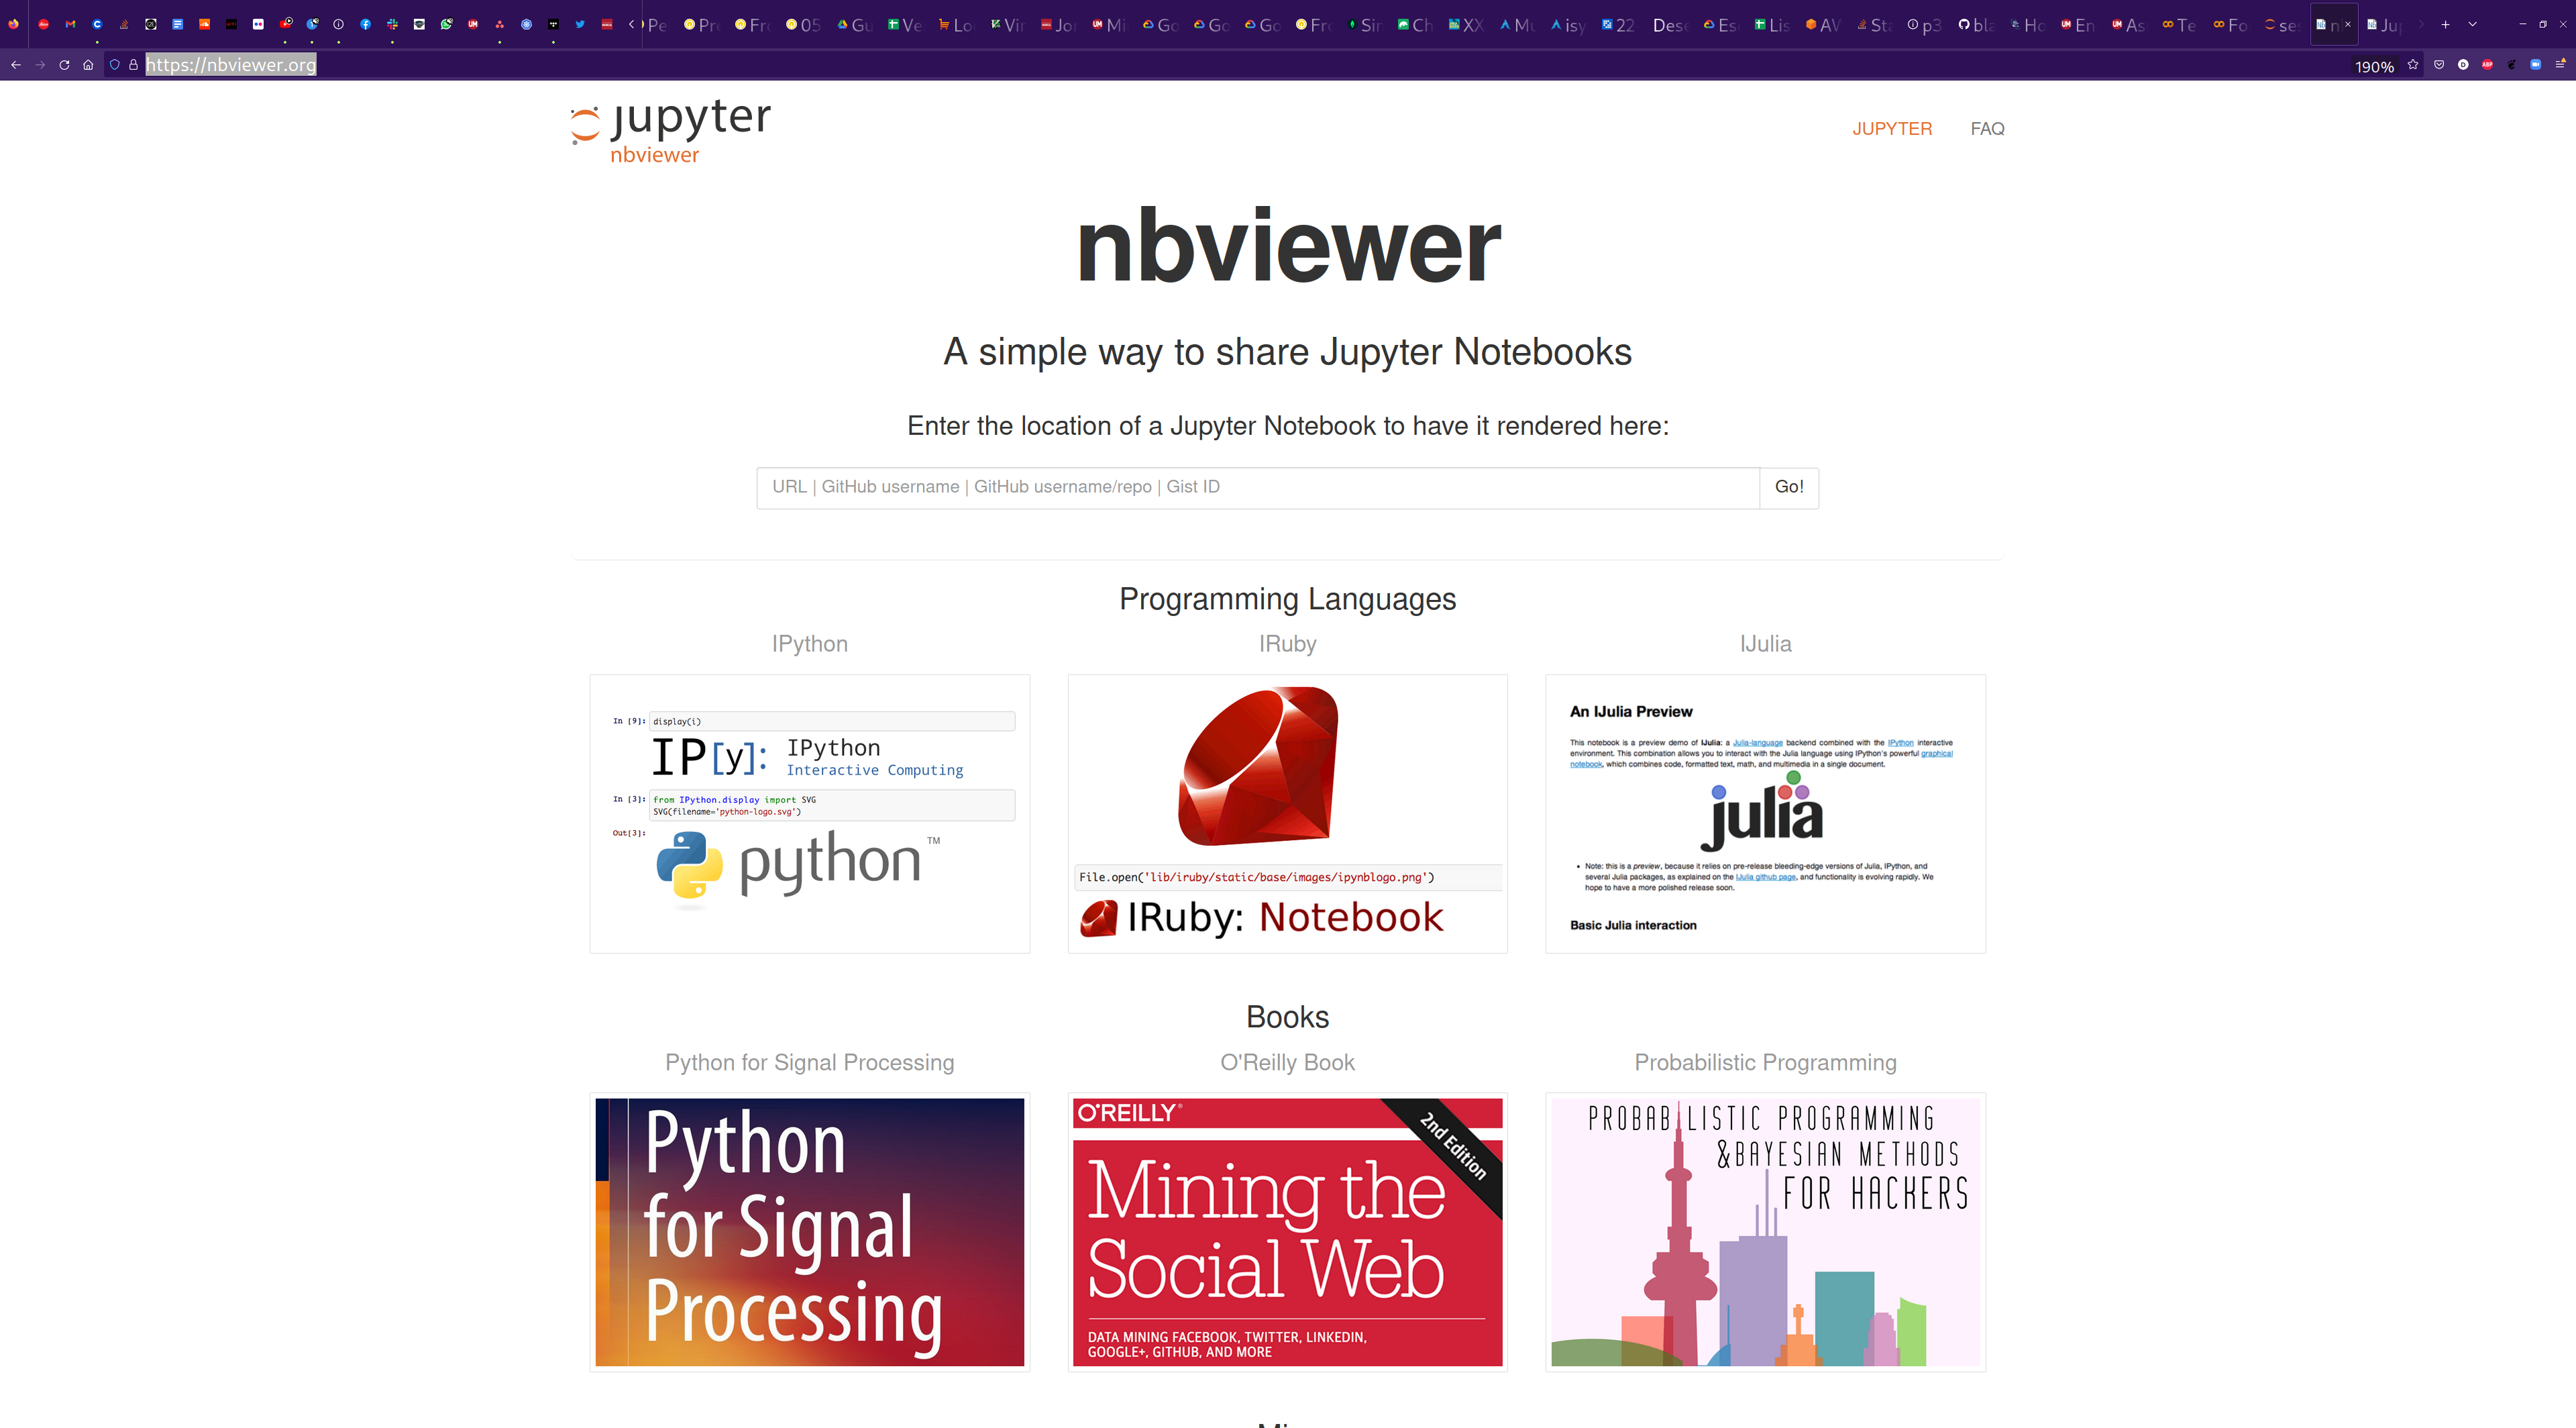 Pe Pre Fre 05 Gu Ve Lo Vir Jor Mi Go Go Go Fre Sir Ch XX Mu isy 22 Dese Es Lis AV Sta p3 bla Ho En As Te Fo se n Jup
https://nbviewer.org
190%
jupyter
nbviewer
JUPYTER FAQ
nbviewer
A simple way to share Jupyter Notebooks
Enter the location of a Jupyter Notebook to have it rendered here:
URL | GitHub username | GitHub username/repo | Gist ID
Go!
Programming Languages
IPython
In [9]: display(i)
IP[y]: IPython
Interactive Computing
In [3]: from IPython.display import SVG
SVG(filename='python-logo.svg')
Out[3]:
python TM
IRuby
File.open('lib/iruby/static/base/images/ipynblogo.png')
IRuby: Notebook
IJulia
An IJulia Preview
This notebook is a preview demo of IJulia: a Julia-language backend combined with the IPython interactive
environment. This combination allows you to interact with the Julia language using IPython's powerful graphical
notebook, which combines code, formatted text, math, and multimedia in a single document.
julia
• Note: this is a preview, because it relies on pre-release bleeding-edge versions of Julia, IPython, and
several Julia packages, as explained on the IJulia github page, and functionality is evolving rapidly. We
hope to have a more polished release soon.
Basic Julia interaction
Books
Python for Signal Processing
Python
for Signal
Processing
O'Reilly Book
O'REILLY®
2nd Edition
Mining the
Social Web
DATA MINING FACEBOOK, TWITTER, LINKEDIN,
GOOGLE+, GITHUB, AND MORE
Probabilistic Programming
PROBABILISTIC PROGRAMMING
&BAYESIAN METHODS
FOR HACKERS